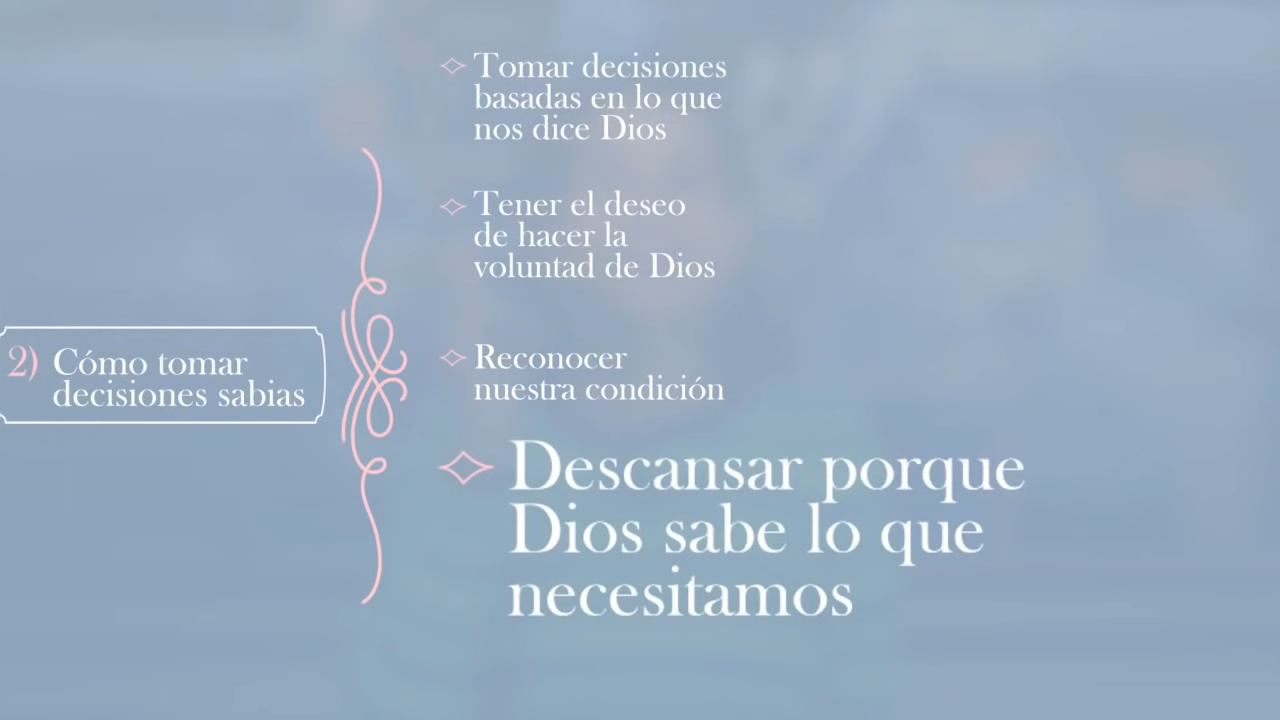 2) Cómo tomar
decisiones sabias
Tomar decisiones
basadas en lo que
nos dice Dios
Tener el deseo
de hacer la
voluntad de Dios
Reconocer
nuestra condición
Descansar porque
Dios sabe lo que
necesitamos